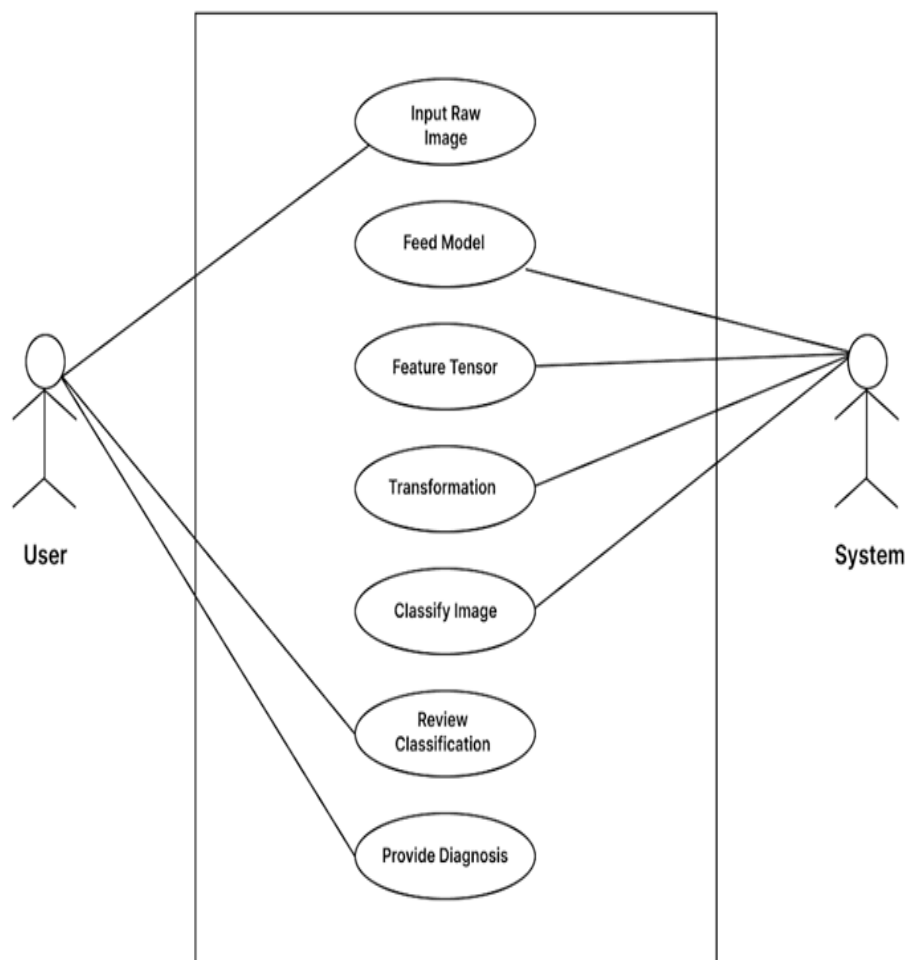 Input Raw
Image
Feed Model
Feature Tensor
Transformation
Classify Image
Review
Classification
Provide Diagnosis
User
System